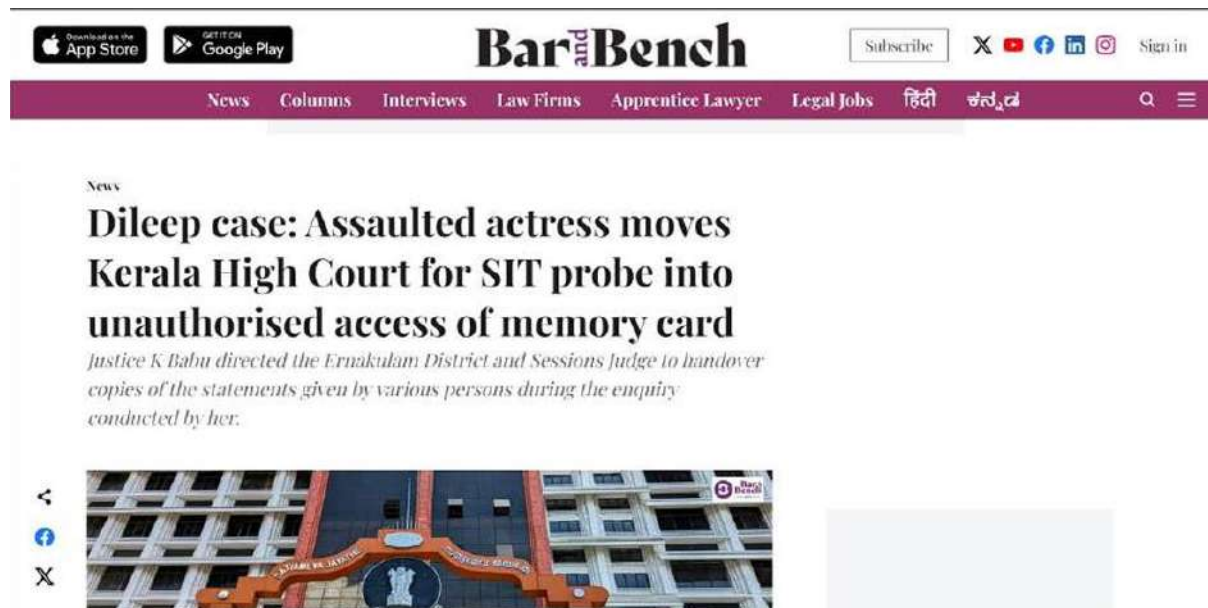 Download on the
App Store
GET IT ON
Google Play
Bar and Bench
Subscribe
Sign in
News Columns Interviews Law Firms Apprentice Lawyer Legal Jobs हिंदी ಕನ್ನಡ
News
Dileep case: Assaulted actress moves
Kerala High Court for SIT probe into
unauthorised access of memory card
Justice K Babu directed the Ernakulam District and Sessions Judge to handover
copies of the statements given by various persons during the enquiry
conducted by her.
Bar and Bench